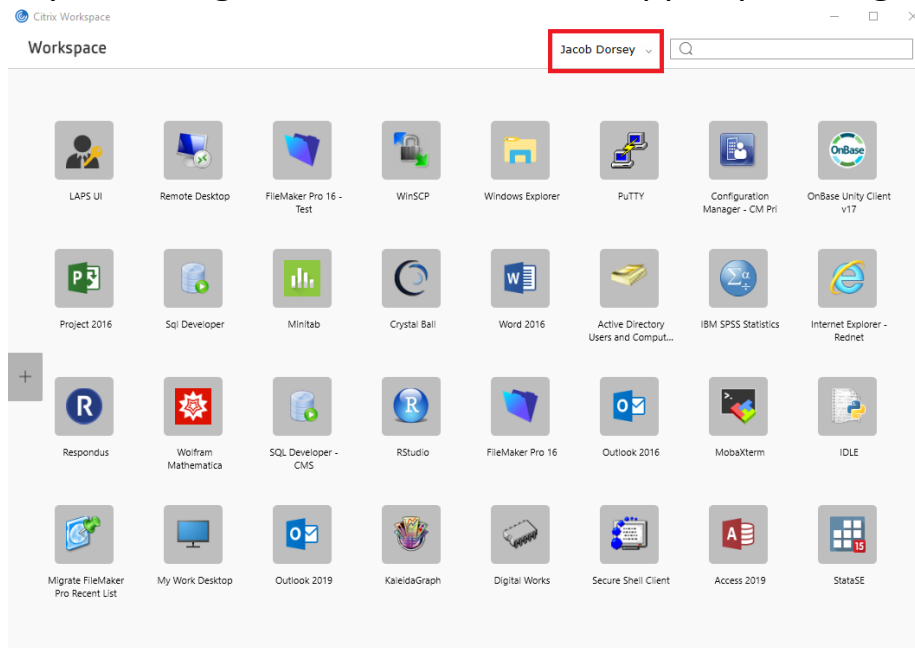 Citrix Workspace
Workspace
Jacob Dorsey
LAPS UI
Remote Desktop
FileMaker Pro 16 -
Test
WinSCP
Windows Explorer
PuTTY
Configuration
Manager - CM Pri
OnBase
OnBase Unity Client
v17
P
Project 2016
Sql Developer
Minitab
Crystal Ball
W
Word 2016
Active Directory
Users and Comput...
Σα
÷
IBM SPSS Statistics
Internet Explorer -
Rednet
+
R
Respondus
Wolfram
Mathematica
SQL Developer -
CMS
R
RStudio
FileMaker Pro 16
O
Outlook 2016
>_
MobaXterm
IDLE
Migrate FileMaker
Pro Recent List
My Work Desktop
O
Outlook 2019
KaleidaGraph
Digital Works
Secure Shell Client
A
Access 2019
15
StataSE